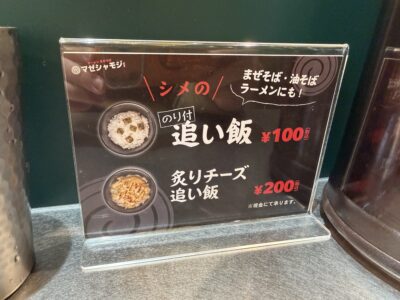 マゼシャモジ!
シメの
まぜそば・油そば
ラーメンにも!
のり付
追い飯 ¥100
炙りチーズ
追い飯 ¥200
※現金にて承ります。